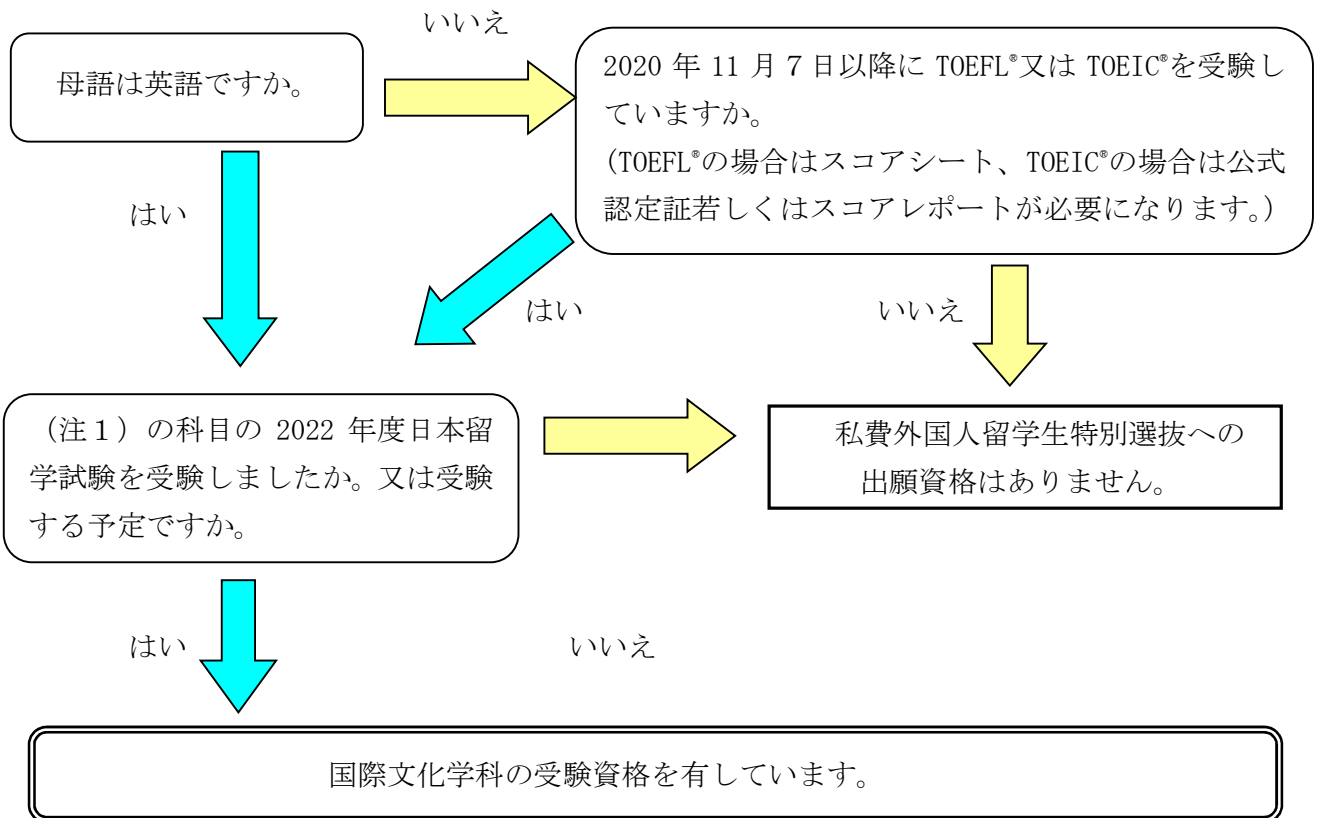 いいえ
母語は英語ですか。
2020 年 11 月７日以降に TOEFL®又は TOEIC®を受験し
ていますか。
(TOEFL®の場合はスコアシート、TOEIC®の場合は公式
認定証若しくはスコアレポートが必要になります。)
はい
はい
いいえ
（注１）の科目の 2022 年度日本留
学試験を受験しましたか。又は受験
する予定ですか。
私費外国人留学生特別選抜への
出願資格はありません。
はい
いいえ
国際文化学科の受験資格を有しています。